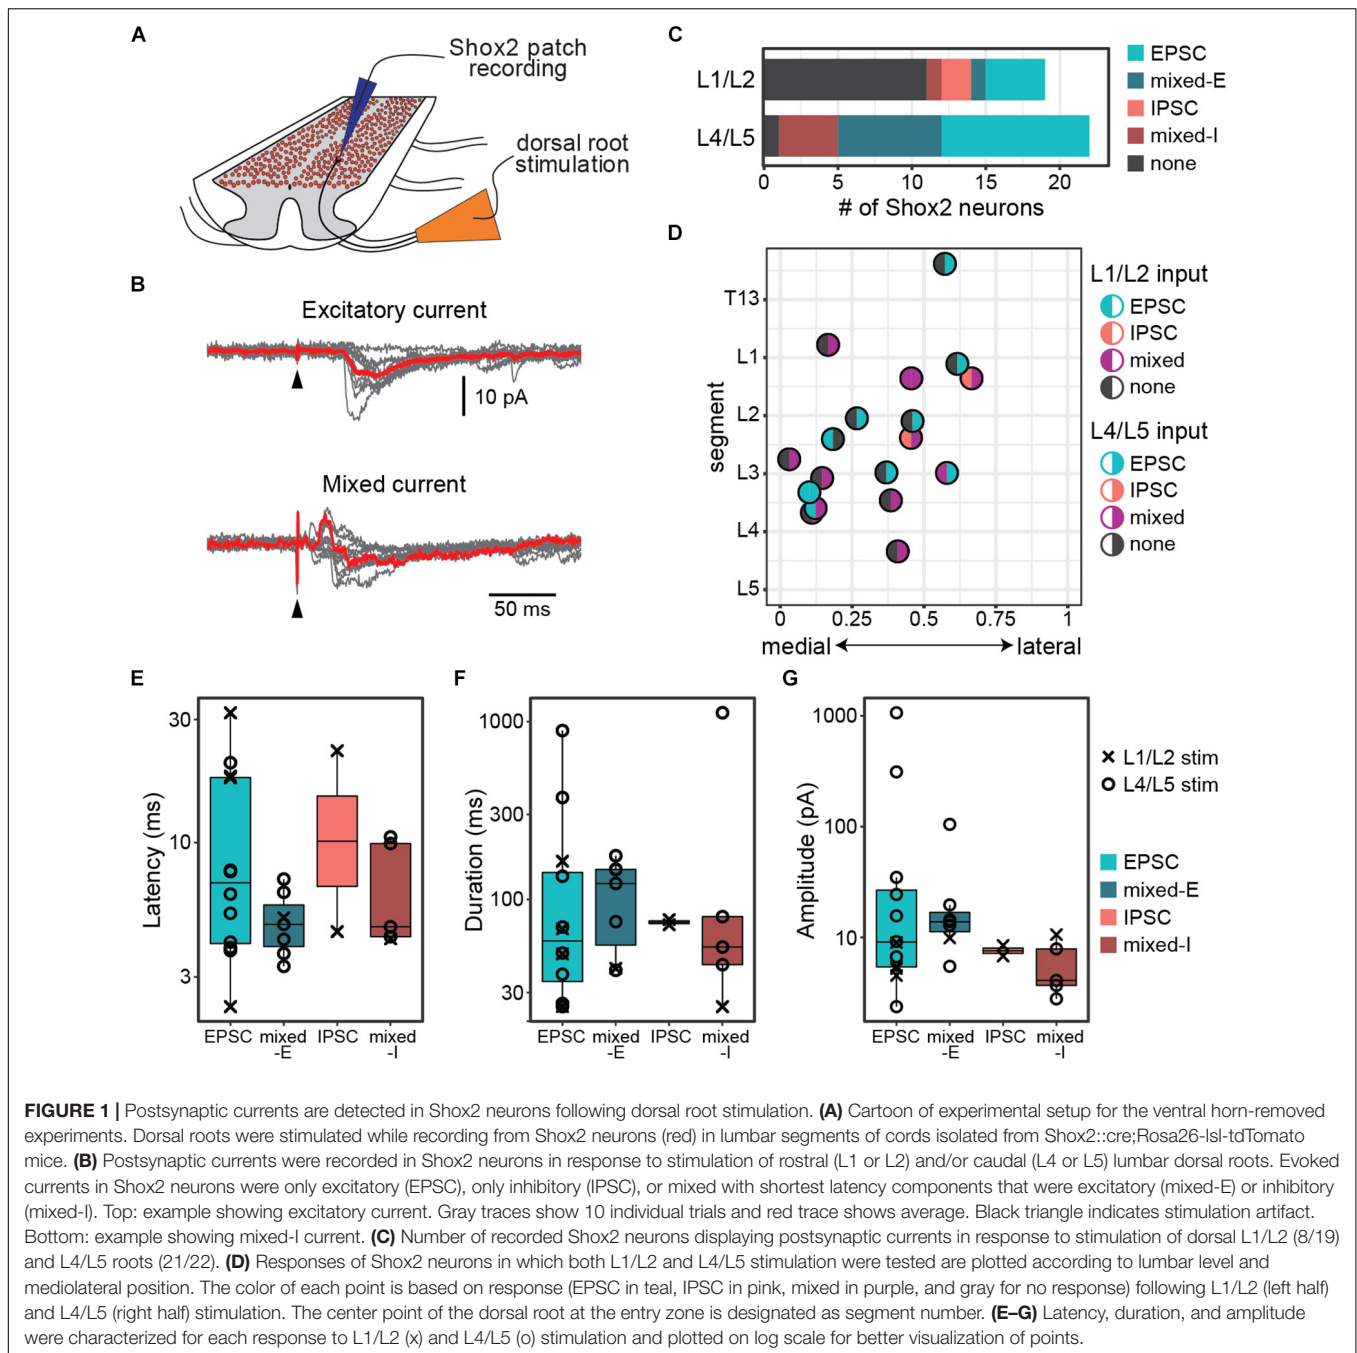 A
Shox2 patch
recording
dorsal root
stimulation
B
Excitatory current
10 pA
Mixed current
50 ms
C
L1/L2
L4/L5
0 5 10 15 20
# of Shox2 neurons
EPSC
mixed-E
IPSC
mixed-I
none
D
segment
T13
L1
L2
L3
L4
L5
0 0.25 0.5 0.75 1
medial lateral
L1/L2 input
EPSC
IPSC
mixed
none
L4/L5 input
EPSC
IPSC
mixed
none
E
Latency (ms)
30
10
3
EPSC mixed IPSC mixed
-E -I
F
Duration (ms)
1000
300
100
30
EPSC mixed IPSC mixed
-E -I
G
Amplitude (pA)
1000
100
10
EPSC mixed IPSC mixed
-E -I
L1/L2 stim
L4/L5 stim
EPSC
mixed-E
IPSC
mixed-I
FIGURE 1 | Postsynaptic currents are detected in Shox2 neurons following dorsal root stimulation. (A) Cartoon of experimental setup for the ventral horn-removed
experiments. Dorsal roots were stimulated while recording from Shox2 neurons (red) in lumbar segments of cords isolated from Shox2::cre;Rosa26-lsl-tdTomato
mice. (B) Postsynaptic currents were recorded in Shox2 neurons in response to stimulation of rostral (L1 or L2) and/or caudal (L4 or L5) lumbar dorsal roots. Evoked
currents in Shox2 neurons were only excitatory (EPSC), only inhibitory (IPSC), or mixed with shortest latency components that were excitatory (mixed-E) or inhibitory
(mixed-I). Top: example showing excitatory current. Gray traces show 10 individual trials and red trace shows average. Black triangle indicates stimulation artifact.
Bottom: example showing mixed-I current. (C) Number of recorded Shox2 neurons displaying postsynaptic currents in response to stimulation of dorsal L1/L2 (8/19)
and L4/L5 roots (21/22). (D) Responses of Shox2 neurons in which both L1/L2 and L4/L5 stimulation were tested are plotted according to lumbar level and
mediolateral position. The color of each point is based on response (EPSC in teal, IPSC in pink, mixed in purple, and gray for no response) following L1/L2 (left half)
and L4/L5 (right half) stimulation. The center point of the dorsal root at the entry zone is designated as segment number. (E–G) Latency, duration, and amplitude
were characterized for each response to L1/L2 (x) and L4/L5 (o) stimulation and plotted on log scale for better visualization of points.